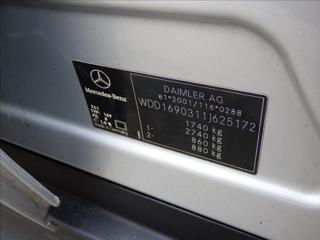 Mercedes-Benz
DAIMLER AG
e1*2001/116*0288
WDD1690311J625172
1- 1740 kg
2740 kg
2- 860 kg
880 kg